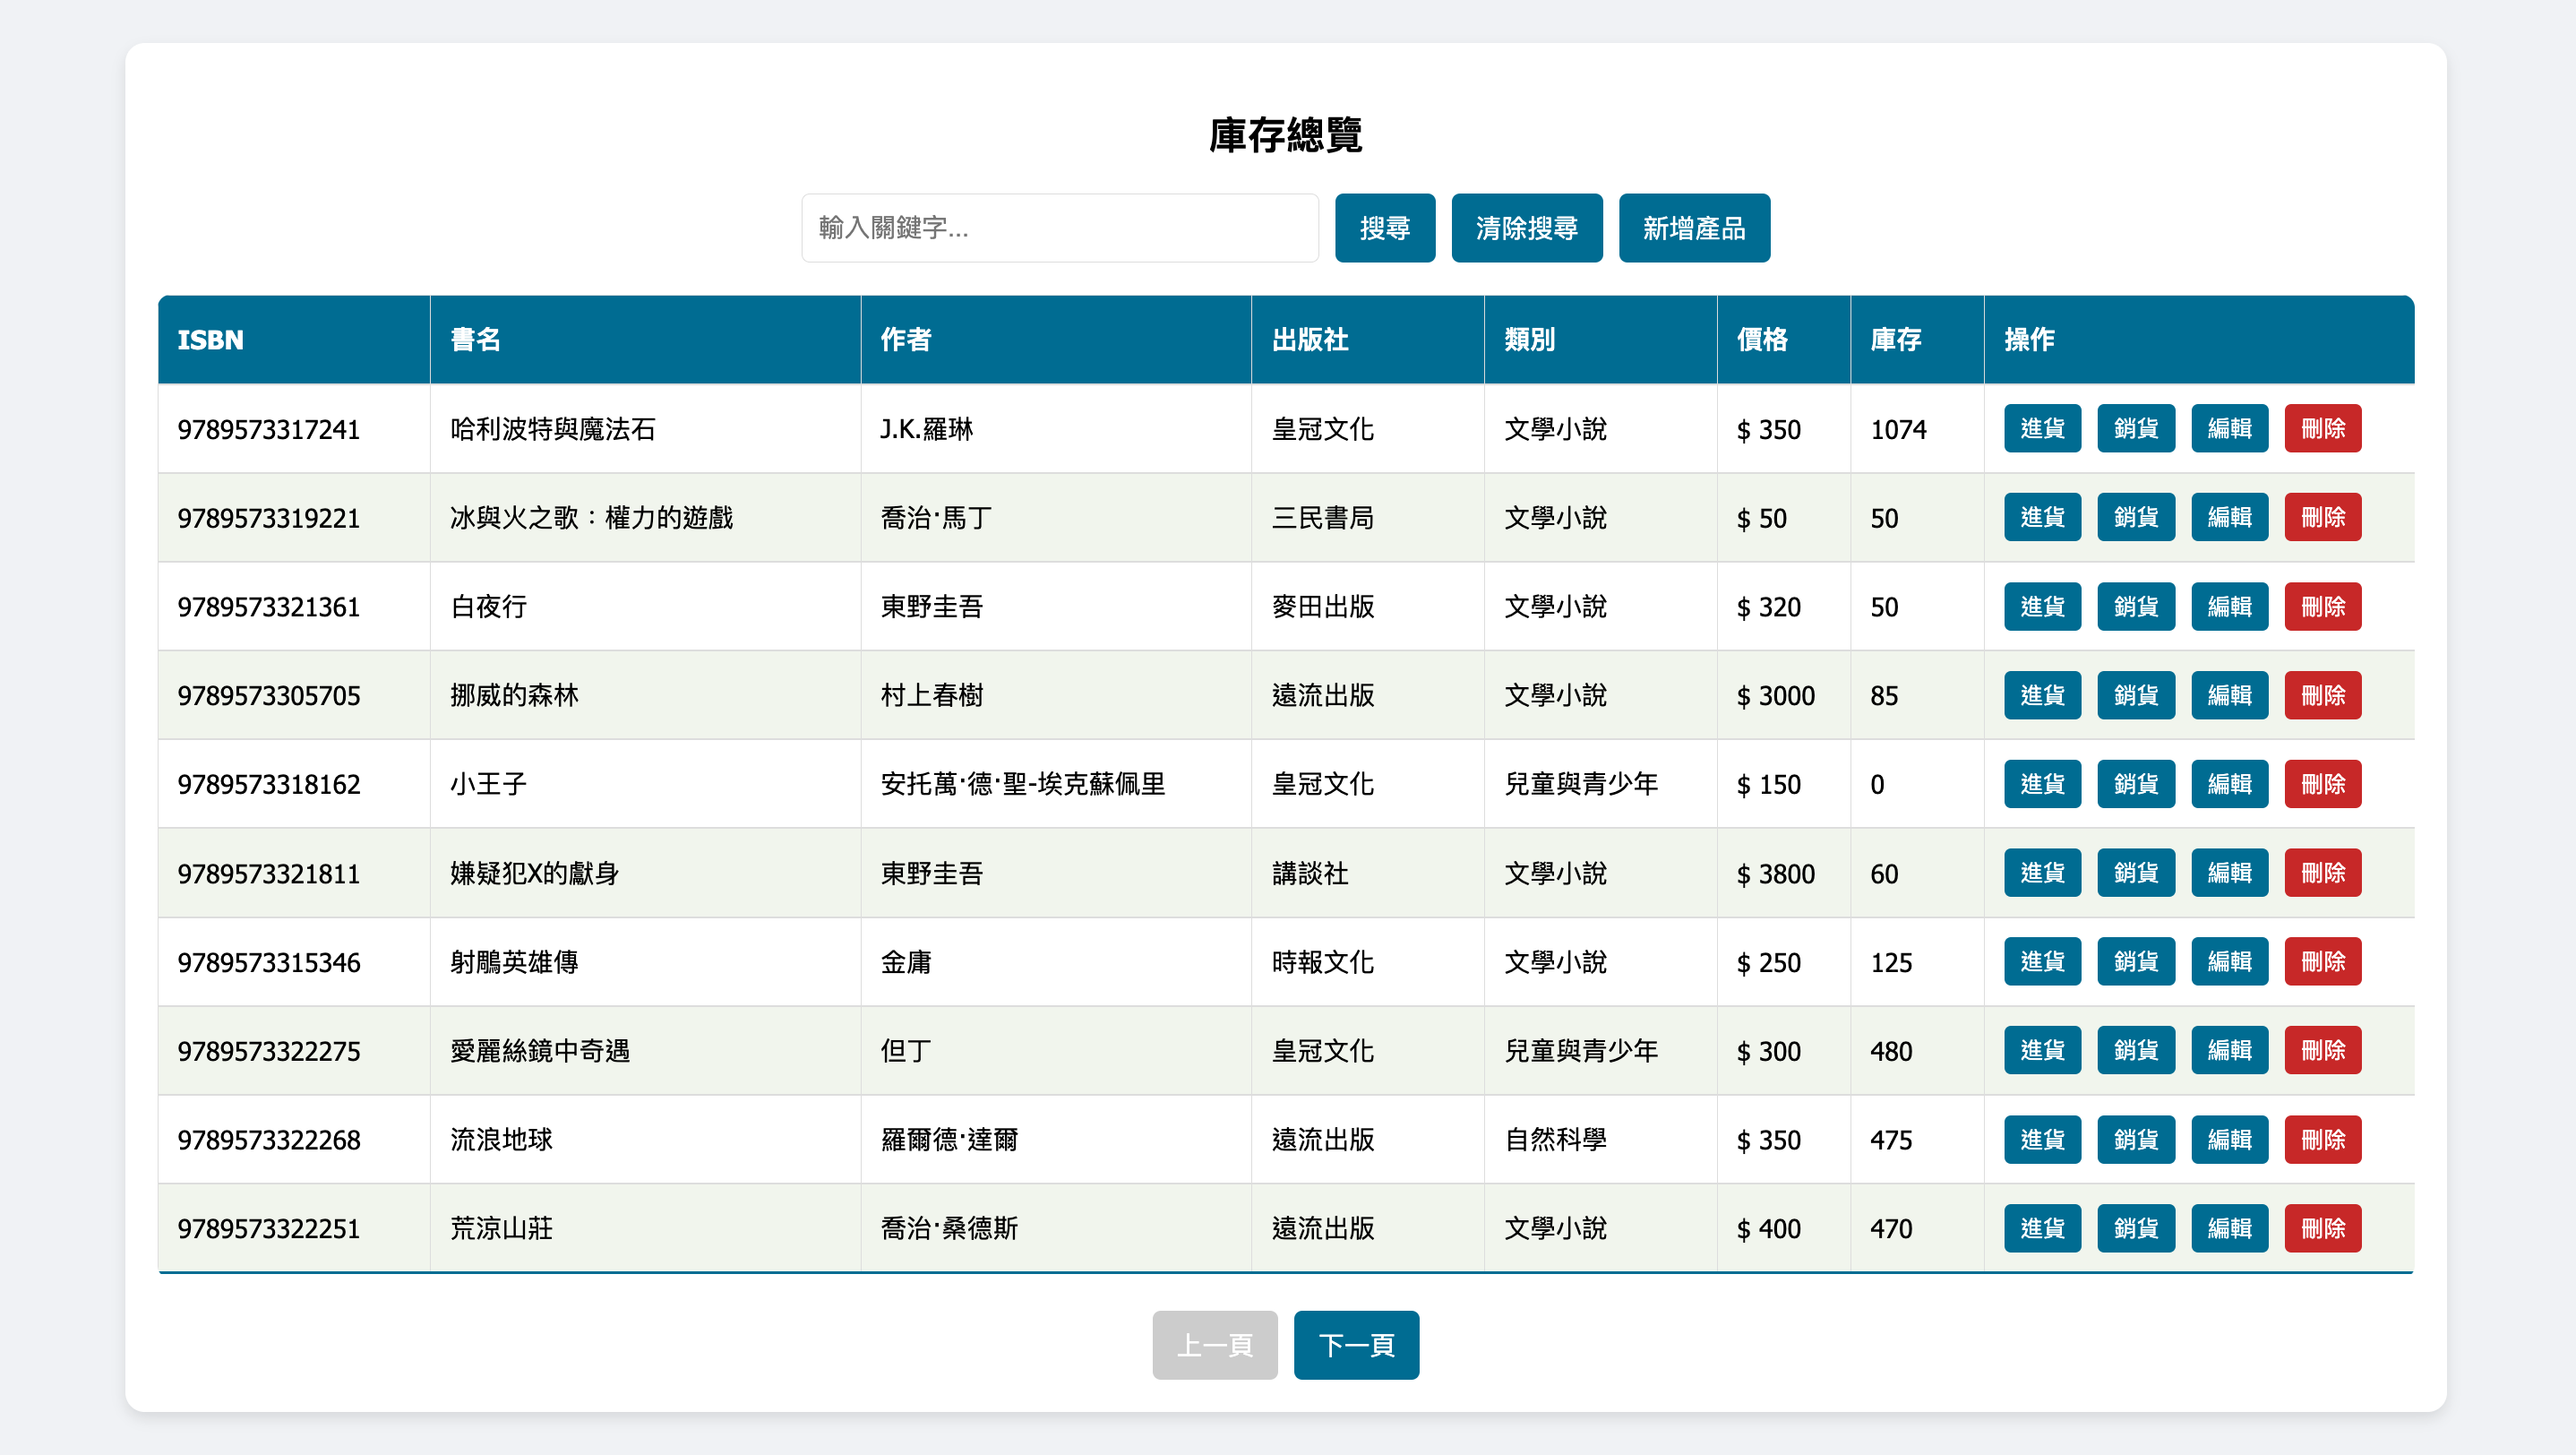 庫存總覽
輸入關鍵字... 搜尋 清除搜尋 新增產品
ISBN 書名 作者 出版社 類別 價格 庫存 操作
9789573317241 哈利波特與魔法石 J.K.羅琳 皇冠文化 文學小說 $ 350 1074 進貨 銷貨 編輯 刪除
9789573319221 冰與火之歌：權力的遊戲 喬治·馬丁 三民書局 文學小說 $ 50 50 進貨 銷貨 編輯 刪除
9789573321361 白夜行 東野圭吾 麥田出版 文學小說 $ 320 50 進貨 銷貨 編輯 刪除
9789573305705 挪威的森林 村上春樹 遠流出版 文學小說 $ 3000 85 進貨 銷貨 編輯 刪除
9789573318162 小王子 安托萬·德·聖-埃克蘇佩里 皇冠文化 兒童與青少年 $ 150 0 進貨 銷貨 編輯 刪除
9789573321811 嫌疑犯X的獻身 東野圭吾 講談社 文學小說 $ 3800 60 進貨 銷貨 編輯 刪除
9789573315346 射鵰英雄傳 金庸 時報文化 文學小說 $ 250 125 進貨 銷貨 編輯 刪除
9789573322275 愛麗絲鏡中奇遇 但丁 皇冠文化 兒童與青少年 $ 300 480 進貨 銷貨 編輯 刪除
9789573322268 流浪地球 羅爾德·達爾 遠流出版 自然科學 $ 350 475 進貨 銷貨 編輯 刪除
9789573322251 荒涼山莊 喬治·桑德斯 遠流出版 文學小說 $ 400 470 進貨 銷貨 編輯 刪除
上一頁 下一頁